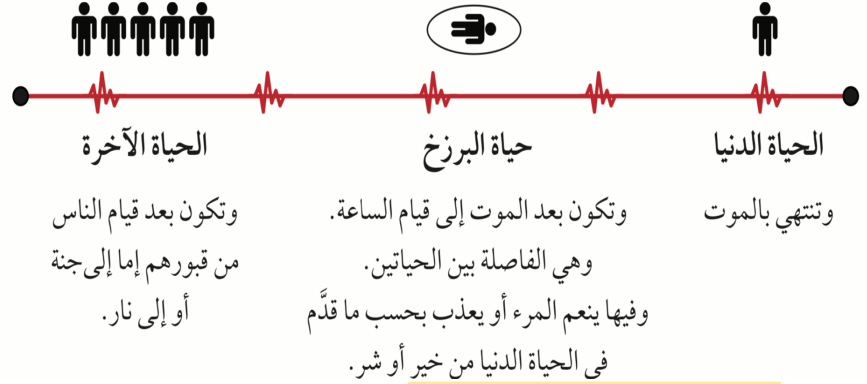 الحياة الدنيا
وتنتهي بالموت
حياة البرزخ
وتكون بعد الموت إلى قيام الساعة.
وهي الفاصلة بين الحياتين.
وفيها ينعم المرء أو يعذب بحسب ما قدَّم
في الحياة الدنيا من خير أو شر.
الحياة الآخرة
وتكون بعد قيام الناس
من قبورهم إما إلى جنة
أو إلى نار.